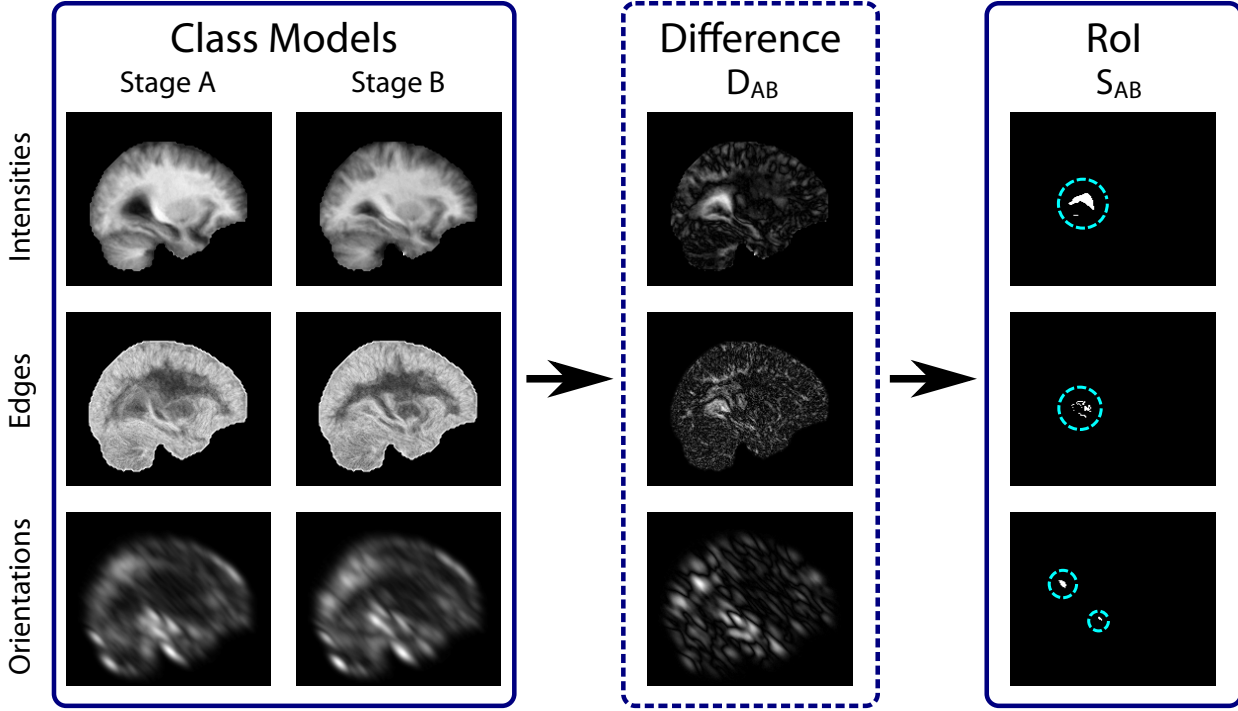 Class Models
Difference
RoI
Stage A
Stage B
DAB
SAB
Intensities
Edges
Orientations